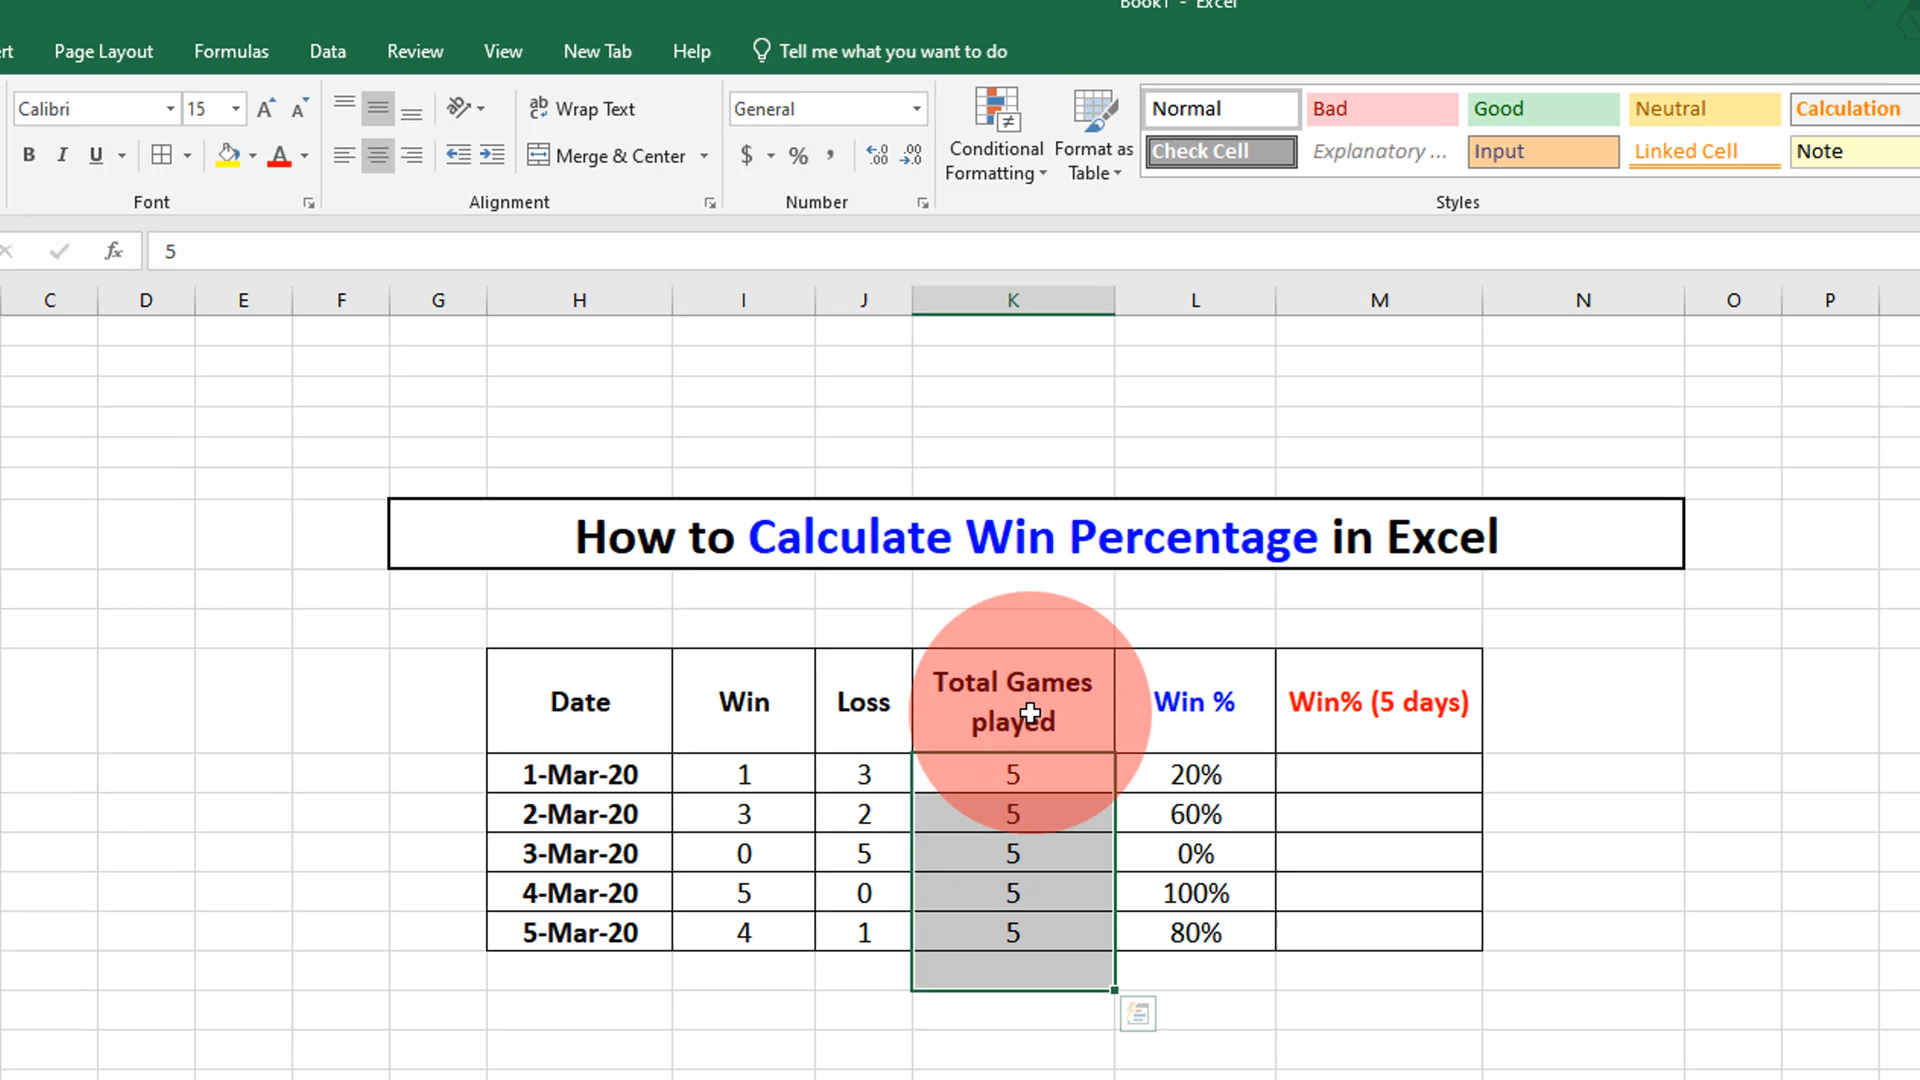 Book1 - Excel
rt Page Layout Formulas Data Review View New Tab Help Tell me what you want to do
Calibri 15 A A ab Wrap Text General Normal Bad Good Neutral Calculation
B I U A Merge & Center $ % , .00 .00 Conditional Formatting Format as Table Check Cell Explanatory ... Input Linked Cell Note
Font Alignment Number Styles
fx 5
C D E F G H I J K L M N O P
How to Calculate Win Percentage in Excel
Date Win Loss Total Games played Win % Win% (5 days)
1-Mar-20 1 3 5 20%
2-Mar-20 3 2 5 60%
3-Mar-20 0 5 5 0%
4-Mar-20 5 0 5 100%
5-Mar-20 4 1 5 80%